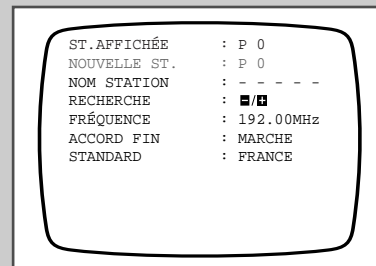 ST.AFFICHÉE : P 0
NOUVELLE ST. : P 0
NOM STATION : - - - - -
RECHERCHE : -/+
FRÉQUENCE : 192.00MHz
ACCORD FIN : MARCHE
STANDARD : FRANCE